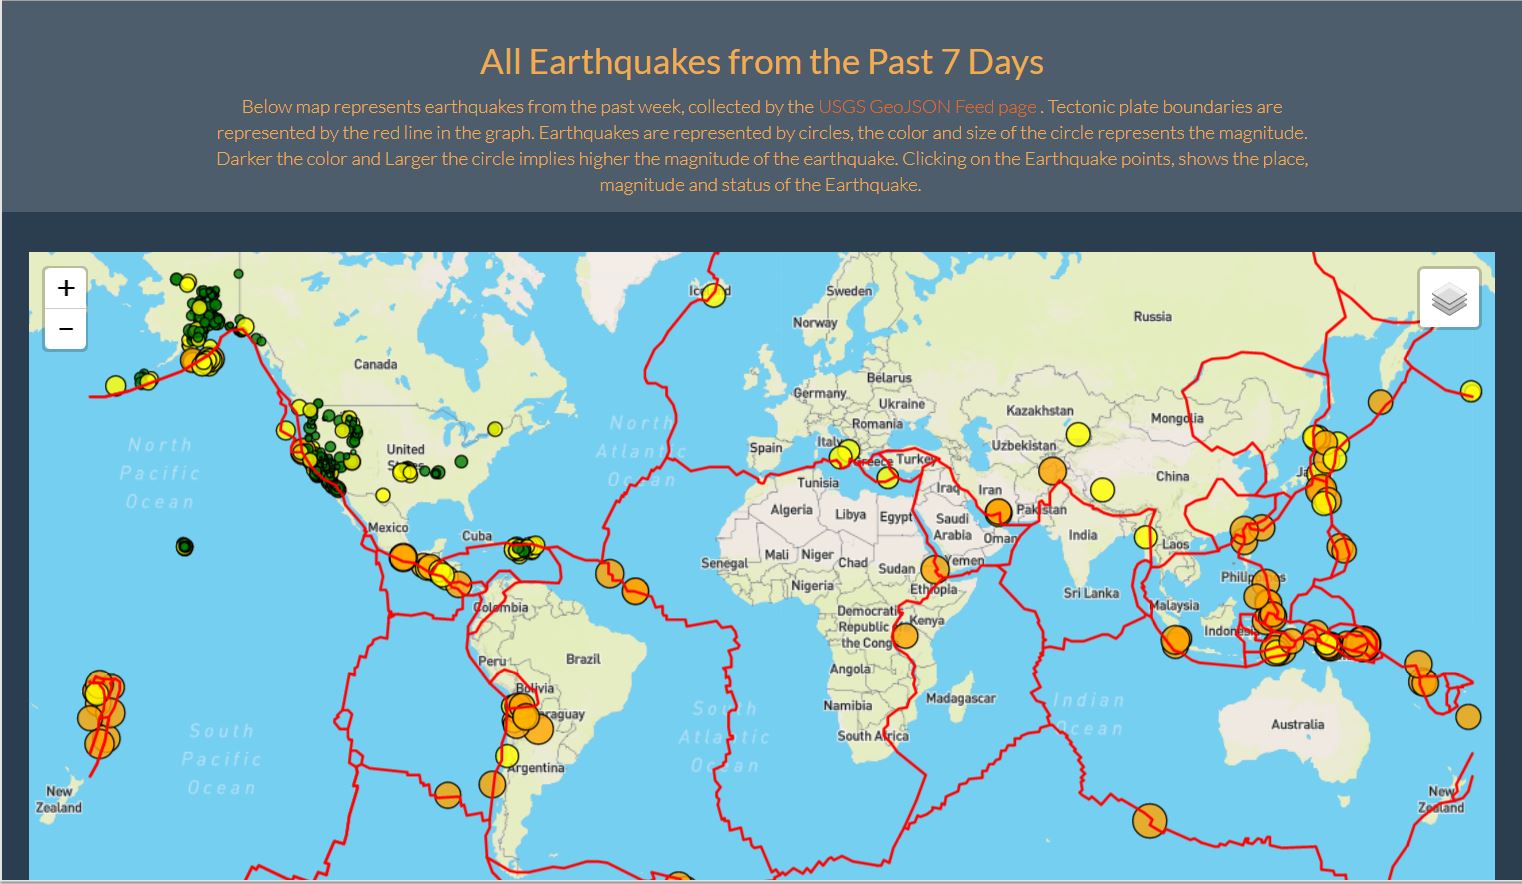 All Earthquakes from the Past 7 Days
Below map represents earthquakes from the past week, collected by the USGS GeoJSON Feed page . Tectonic plate boundaries are
represented by the red line in the graph. Earthquakes are represented by circles, the color and size of the circle represents the magnitude.
Darker the color and Larger the circle implies higher the magnitude of the earthquake. Clicking on the Earthquake points, shows the place,
magnitude and status of the Earthquake.
+
−
Sweden
Norway
Russia
Canada
Belarus
Germany
Ukraine
Kazakhstan
Mongolia
Romania
North
Pacific
Ocean
North
Atlantic
Ocean
United
Spain
Italy
Uzbekistan
Greece
Turkey
China
Tunisia
Iraq
Iran
Pakistan
Algeria
Libya
Egypt
Saudi
Arabia
Mexico
Cuba
Oman
India
Laos
Mali
Niger
Chad
Sudan
Yemen
Senegal
Nigeria
Ethiopia
Sri Lanka
Malaysia
Colombia
Democratic
Republic
the Cong
Kenya
Indonesia
Peru
Brazil
Angola
Bolivia
Namibia
Madagascar
Indian
Ocean
South
Pacific
Ocean
South
Atlantic
Ocean
South Africa
Australia
Argentina
New
Zealand
New
Zealand